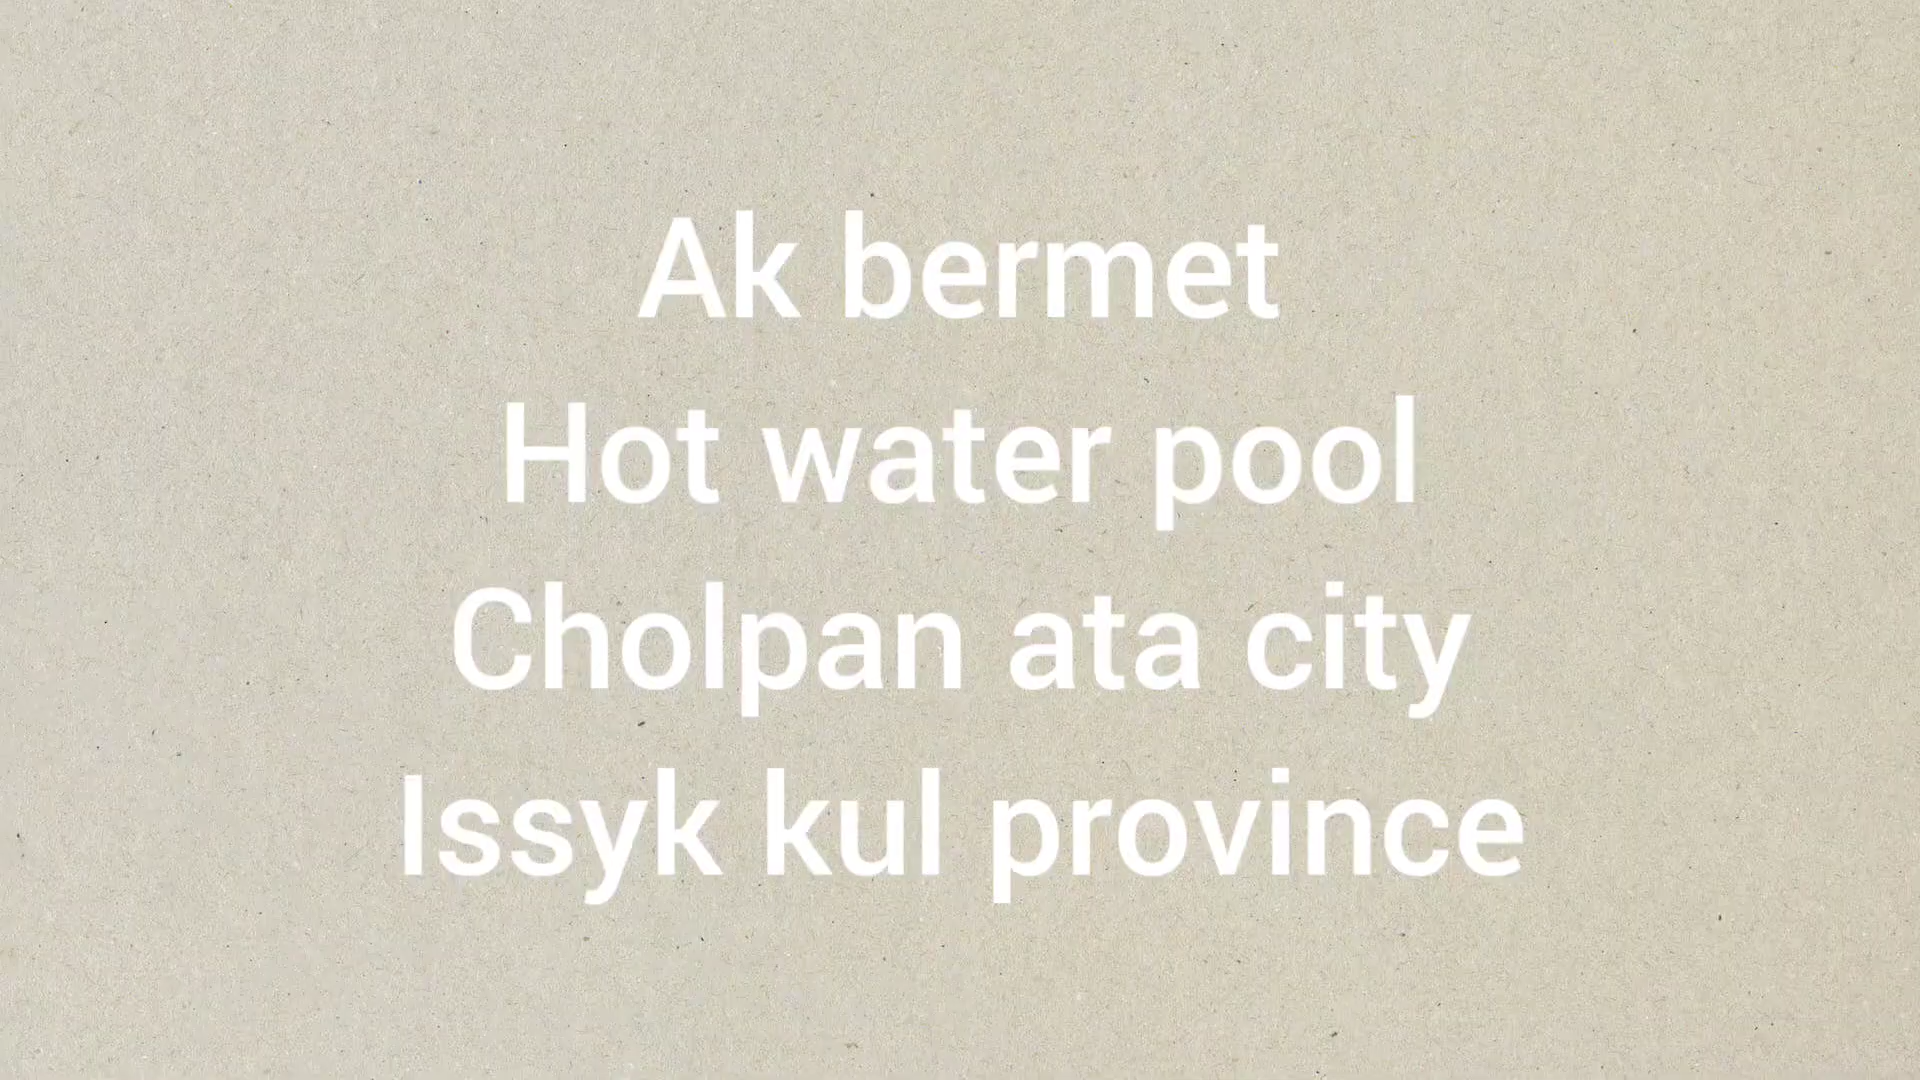 Ak bermet
Hot water pool
Cholpan ata city
Issyk kul province